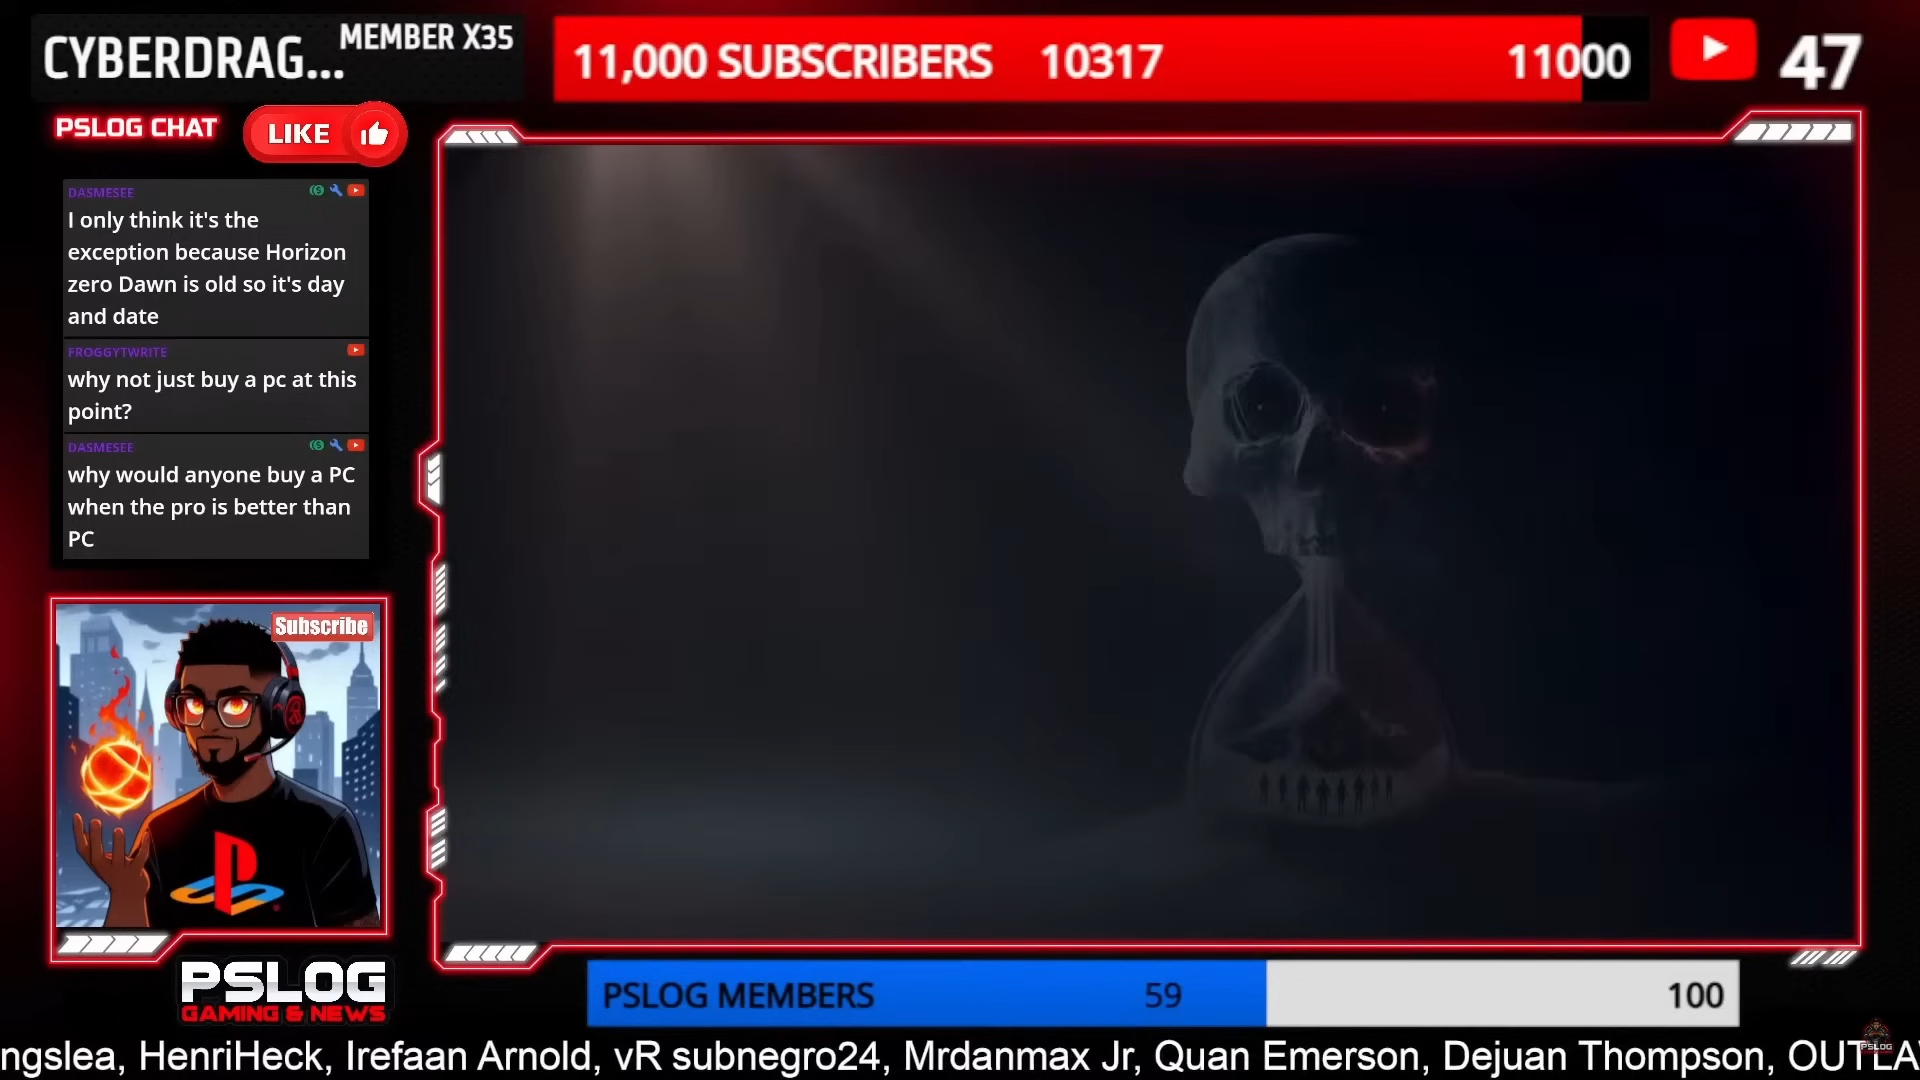 CYBERDRAG... MEMBER X35
11,000 SUBSCRIBERS 10317 11000
47
PSLOG CHAT
LIKE
DASMESEE
I only think it's the
exception because Horizon
zero Dawn is old so it's day
and date
FROGGYTWRITE
why not just buy a pc at this
point?
DASMESEE
why would anyone buy a PC
when the pro is better than
PC
Subscribe
PSLOG
GAMING & NEWS
PSLOG MEMBERS 59 100
ngslea, HenriHeck, Irefaan Arnold, vR subnegro24, Mrdanmax Jr, Quan Emerson, Dejuan Thompson, OUTLAW
PSLOG